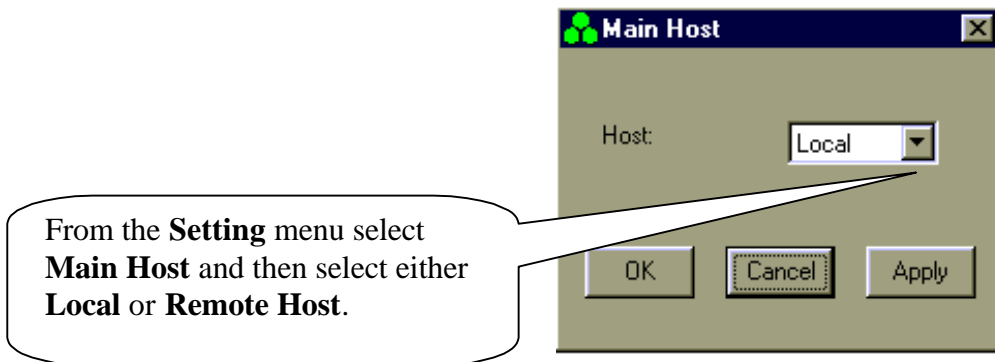 Main Host
Host:
Local
From the Setting menu select
Main Host and then select either
Local or Remote Host.
OK
Cancel
Apply